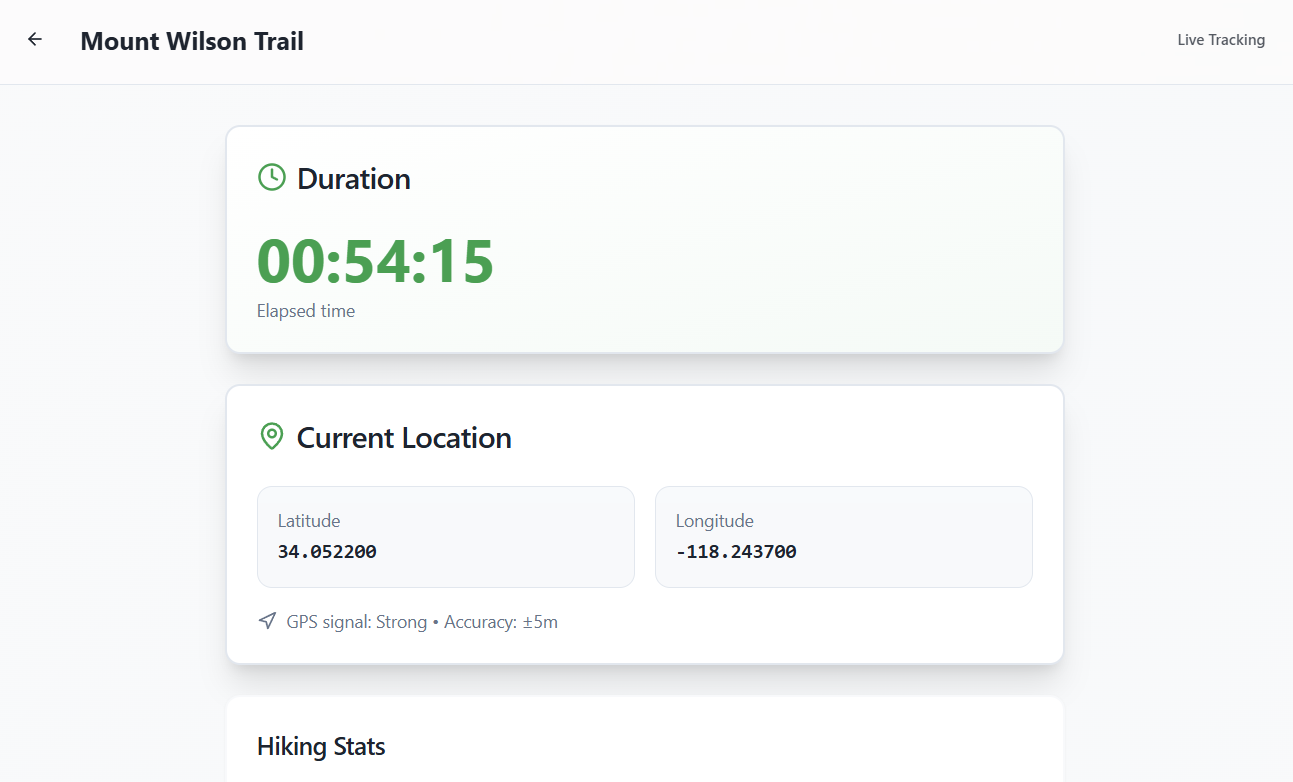 Mount Wilson Trail
Live Tracking
Duration
00:54:15
Elapsed time
Current Location
Latitude
34.052200
Longitude
-118.243700
GPS signal: Strong • Accuracy: ±5m
Hiking Stats